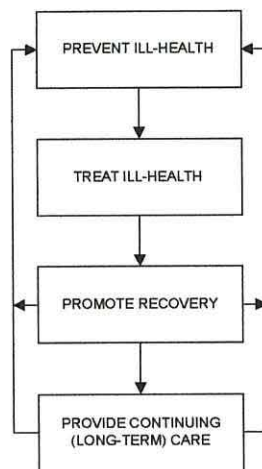 PREVENT ILL-HEALTH
TREAT ILL-HEALTH
PROMOTE RECOVERY
PROVIDE CONTINUING
(LONG-TERM) CARE